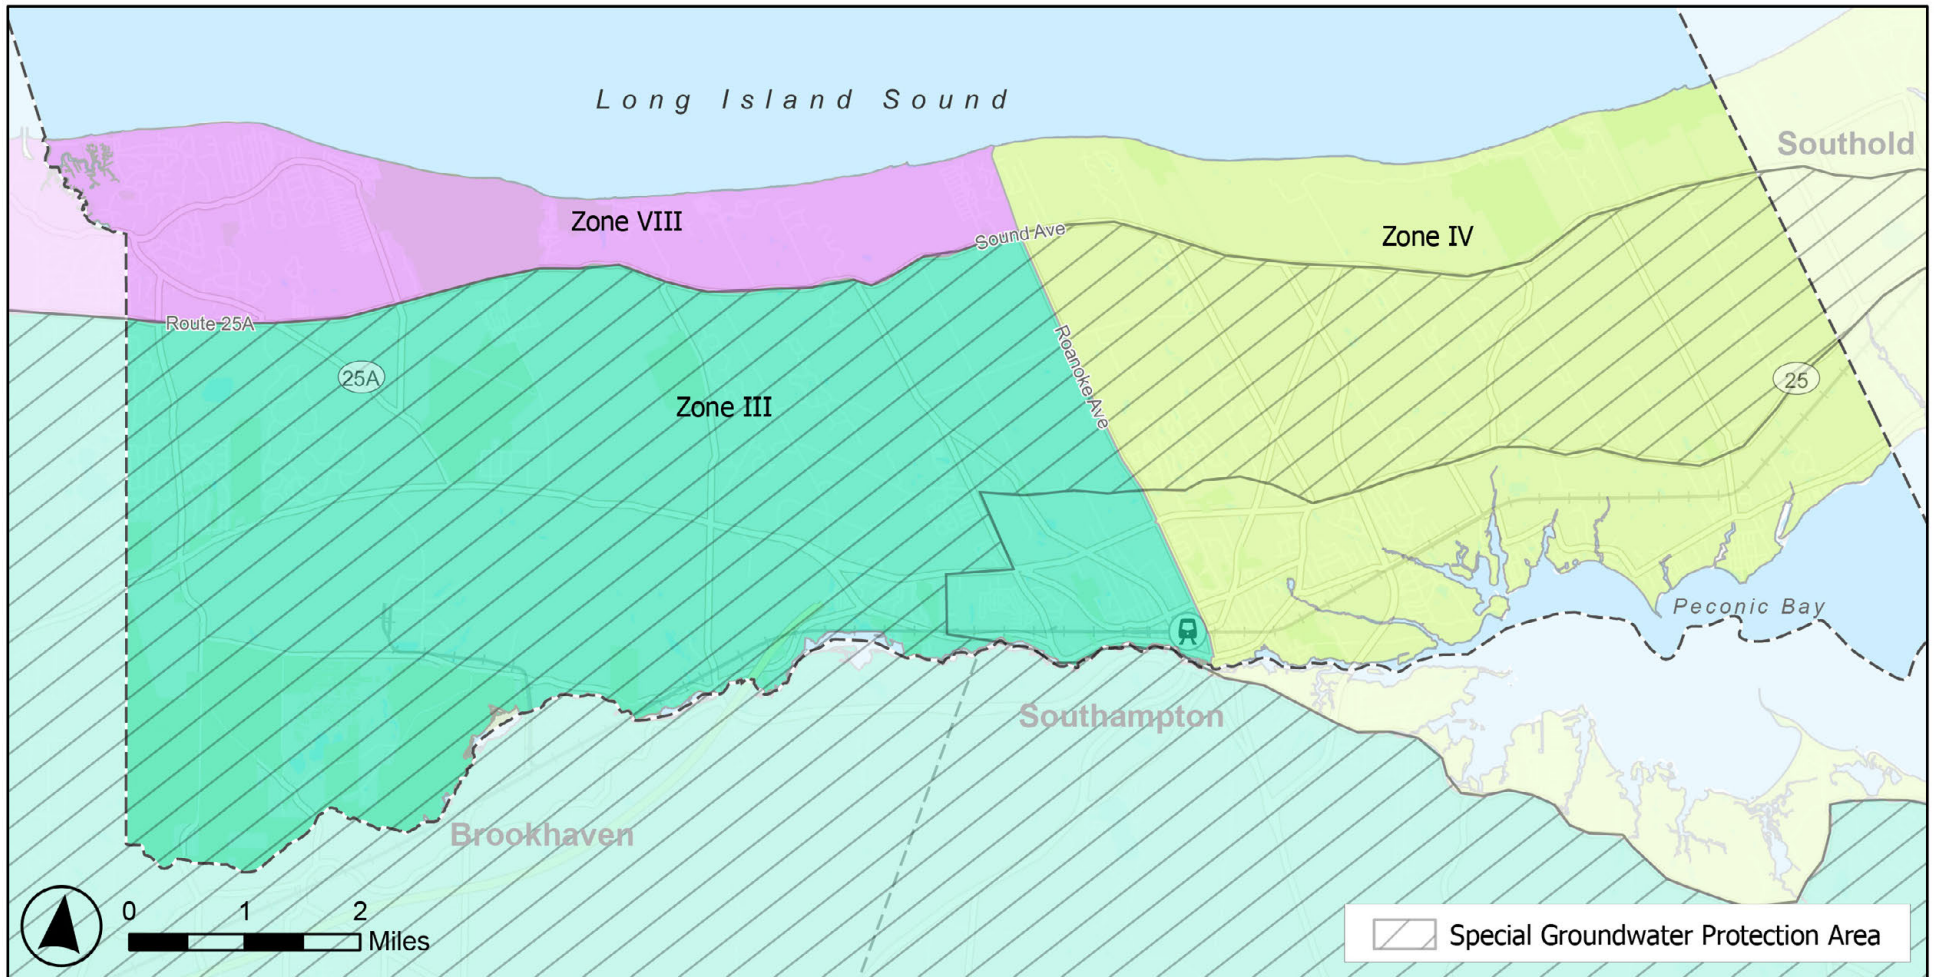 Long Island Sound
Southold
Zone VIII
Sound Ave
Zone IV
Route 25A
25A
Roanoke Ave
25
Zone III
Peconic Bay
Southampton
Brookhaven
0 1 2
Miles
Special Groundwater Protection Area